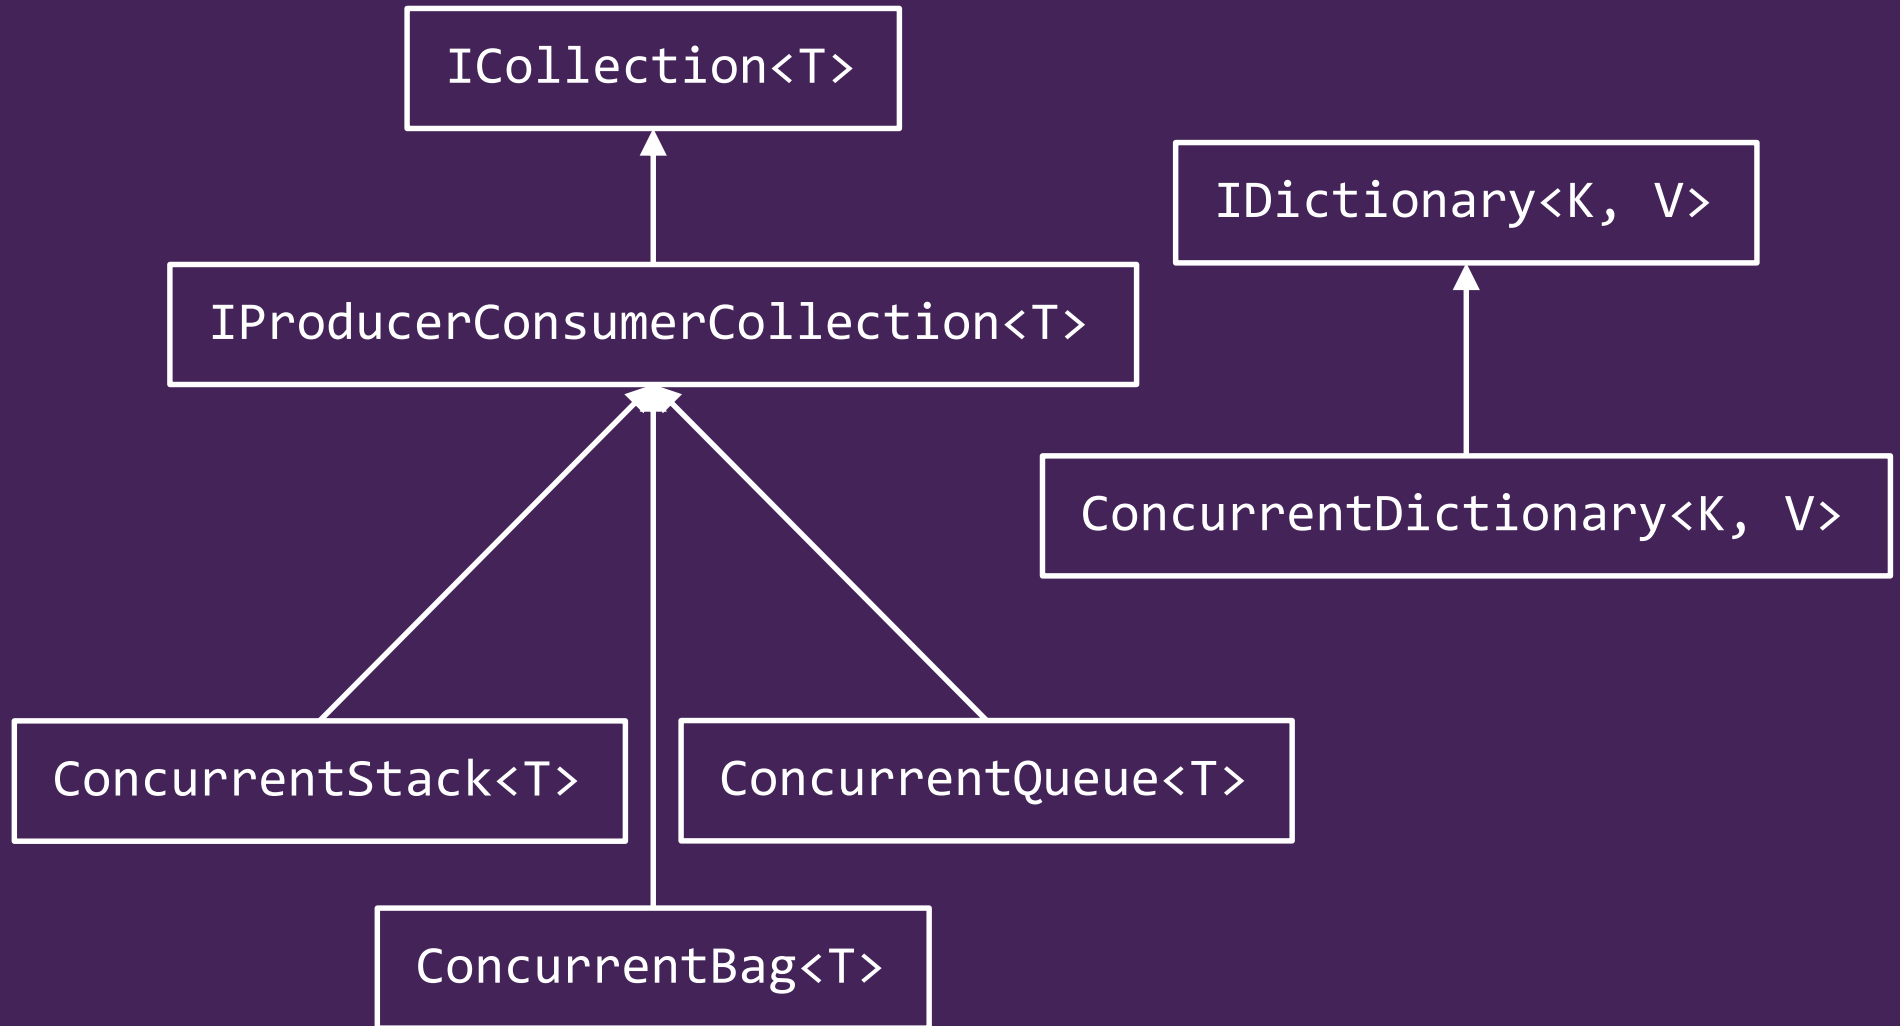 ICollection<T>
IDictionary<K, V>
IProducerConsumerCollection<T>
ConcurrentDictionary<K, V>
ConcurrentStack<T>
ConcurrentQueue<T>
ConcurrentBag<T>